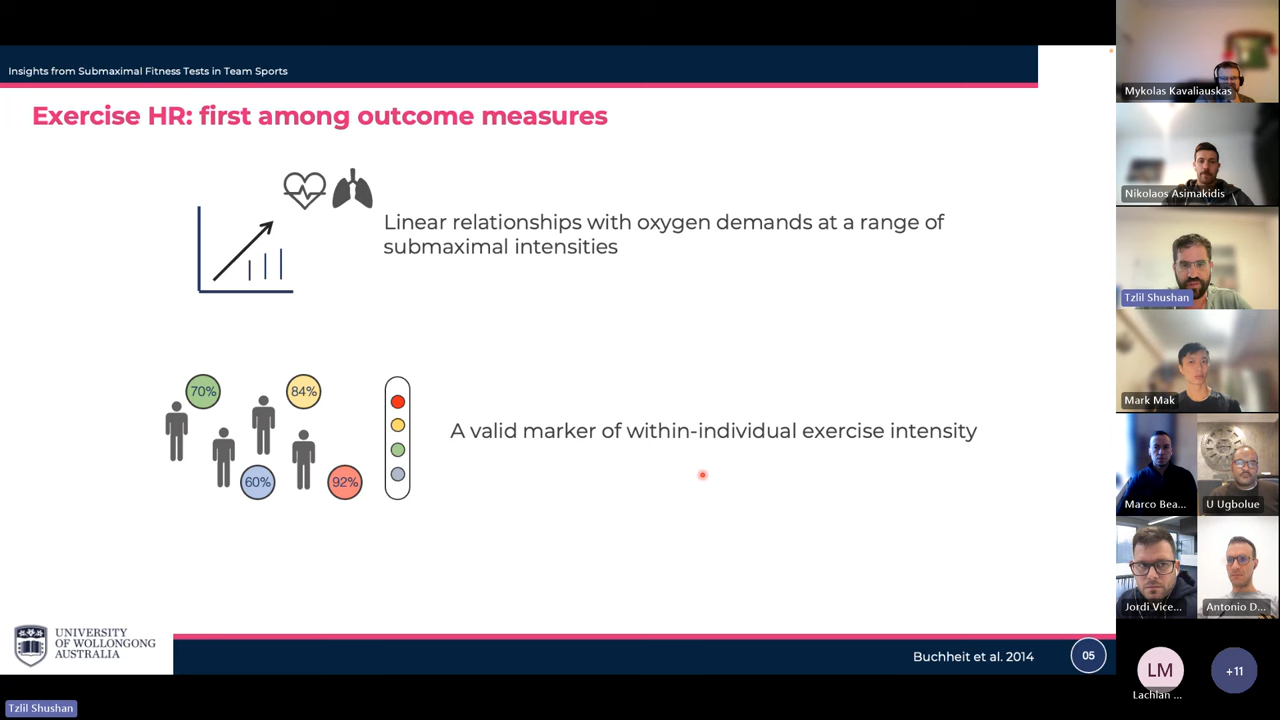 Insights from Submaximal Fitness Tests in Team Sports
Exercise HR: first among outcome measures
Linear relationships with oxygen demands at a range of
submaximal intensities
70%
84%
60%
92%
A valid marker of within-individual exercise intensity
UNIVERSITY
OF WOLLONGONG
AUSTRALIA
Buchheit et al. 2014
05
Tzlil Shushan
Mykolas Kavaliauskas
Nikolaos Asimakidis
Tzlil Shushan
Mark Mak
Marco Bea...
U Ugbolue
Jordi Vice...
Antonio D...
LM
Lachlan ...
+11